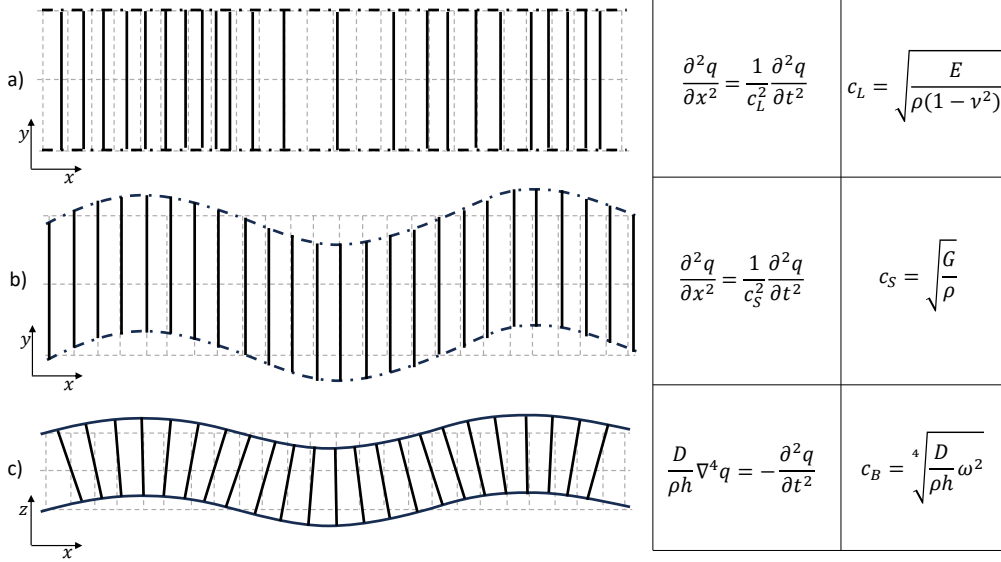 a)
y
x
∂²q/∂x² = 1/c_L² ∂²q/∂t²
c_L = √(E/(ρ(1 − ν²)))
b)
y
x
∂²q/∂x² = 1/c_S² ∂²q/∂t²
c_S = √(G/ρ)
c)
z
x
D/ρh ∇⁴q = −∂²q/∂t²
c_B = ⁴√(D/ρh ω²)